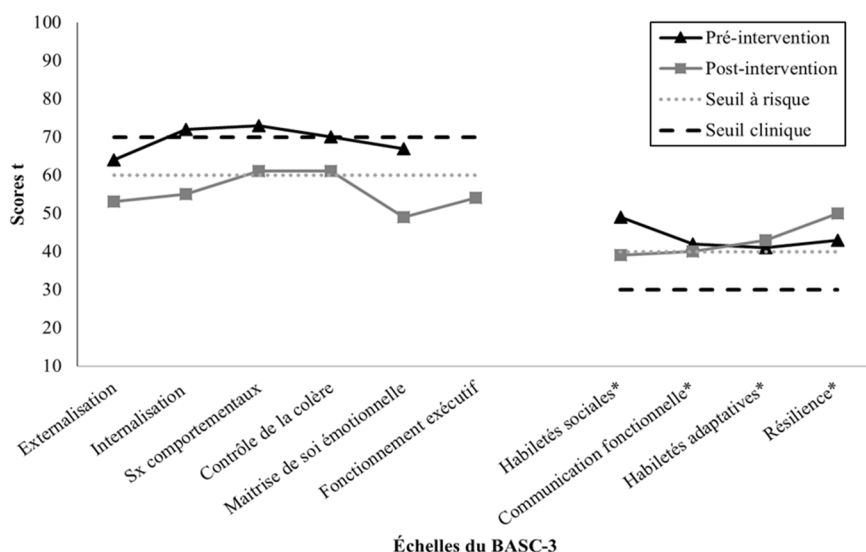 100
90
80
70
60
50
40
30
20
10
Scores t
Pré-intervention
Post-intervention
Seuil à risque
Seuil clinique
Externalisation
Internalisation
Sx comportementaux
Contrôle de la colère
Maitrise de soi émotionnelle
Fonctionnement exécutif
Habiletés sociales*
Communication fonctionnelle*
Habiletés adaptatives*
Résilience*
Échelles du BASC-3